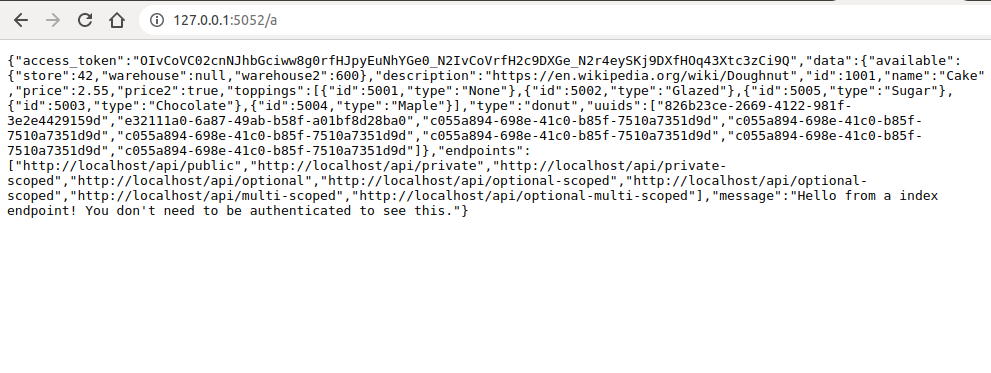 127.0.0.1:5052/a
{"access_token":"OIvCoVC02cnNJhbGciww8g0rfHJpyEuNhYGe0_N2IvCoVrfH2c9DXGe_N2r4eySKj9DXfHOq43Xtc3zCi9Q","data":{"available":
{"store":42,"warehouse":null,"warehouse2":600},"description":"https://en.wikipedia.org/wiki/Doughnut","id":1001,"name":"Cake"
,"price":2.55,"price2":true,"toppings":[{"id":5001,"type":"None"},{"id":5002,"type":"Glazed"},{"id":5005,"type":"Sugar"},
{"id":5003,"type":"Chocolate"},{"id":5004,"type":"Maple"}],"type":"donut","uuids":["826b23ce-2669-4122-981f-
3e2e4429159d","e32111a0-6a87-49ab-b58f-a01bf8d28ba0","c055a894-698e-41c0-b85f-7510a7351d9d","c055a894-698e-41c0-b85f-
7510a7351d9d","c055a894-698e-41c0-b85f-7510a7351d9d","c055a894-698e-41c0-b85f-7510a7351d9d","c055a894-698e-41c0-b85f-
7510a7351d9d","c055a894-698e-41c0-b85f-7510a7351d9d"]},"endpoints":
["http://localhost/api/public","http://localhost/api/private","http://localhost/api/private-
scoped","http://localhost/api/optional","http://localhost/api/optional-scoped","http://localhost/api/optional-
scoped","http://localhost/api/multi-scoped","http://localhost/api/optional-multi-scoped"],"message":"Hello from a index
endpoint! You don't need to be authenticated to see this."}